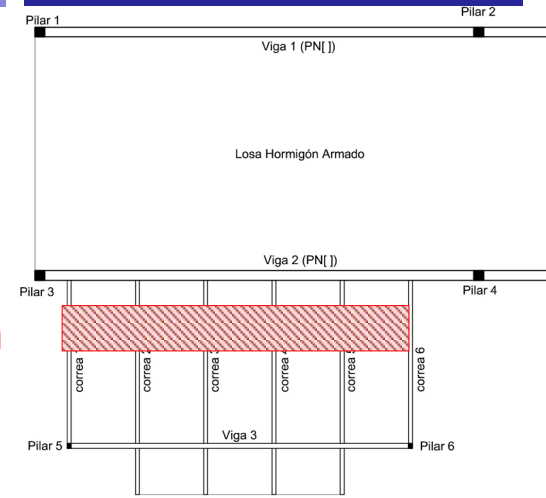 Pilar 1
Pilar 2
Viga 1 (PN[ ])
Losa Hormigón Armado
Viga 2 (PN[ ])
Pilar 3
Pilar 4
correa
correa
correa
correa
correa
correa 6
Viga 3
Pilar 5
Pilar 6